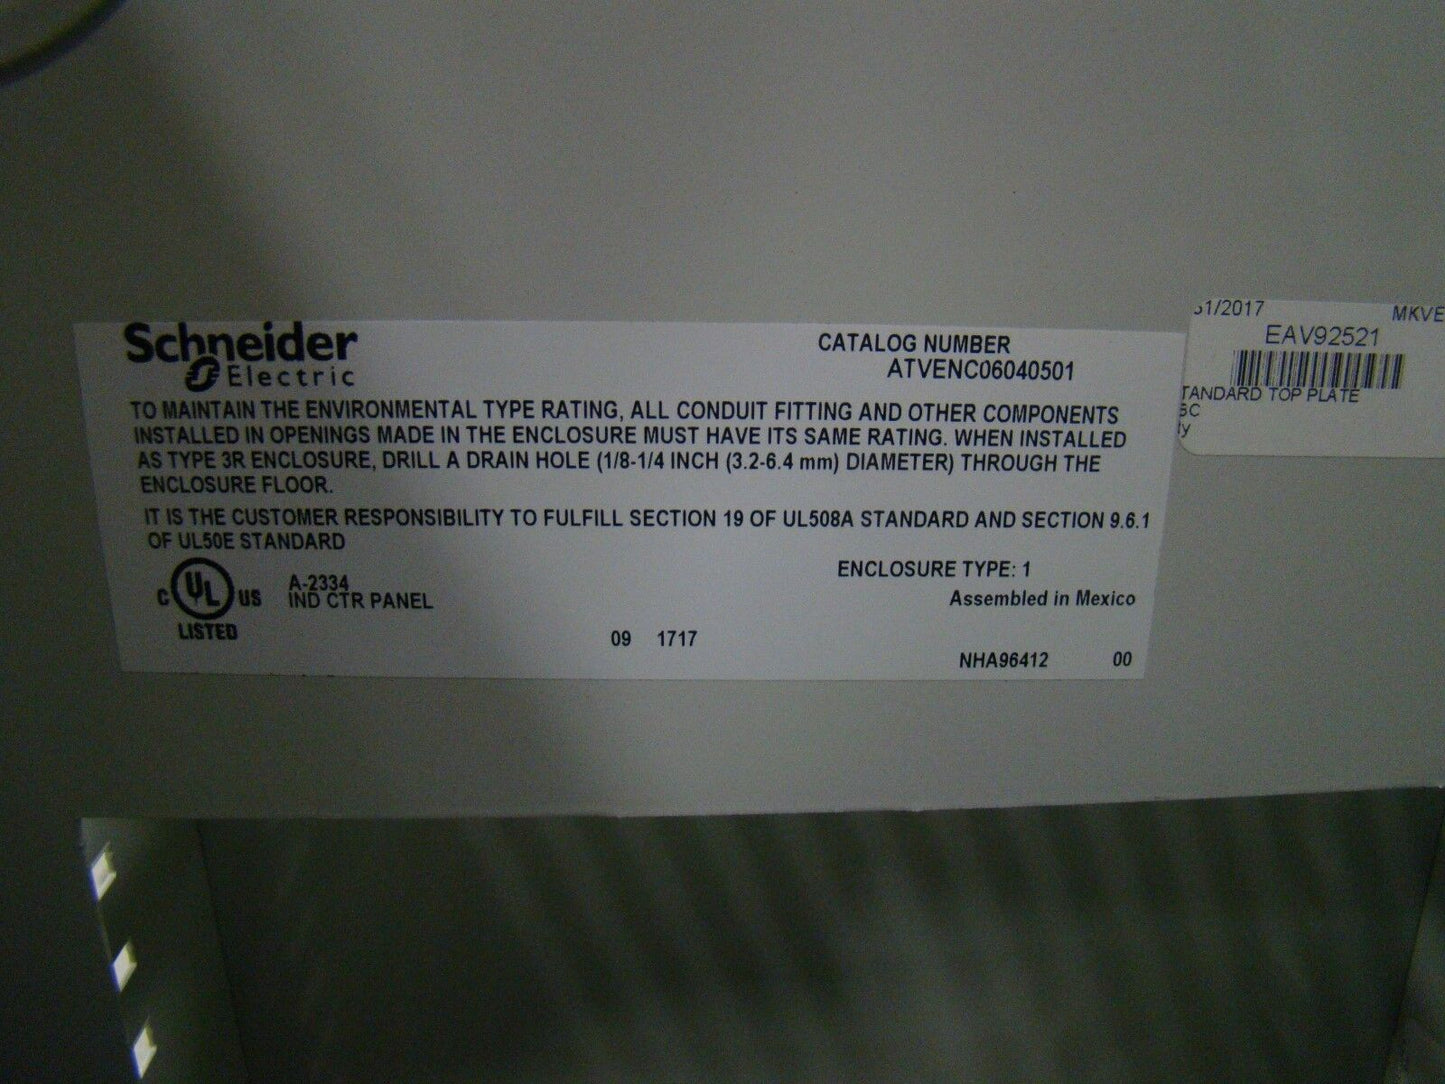 Schneider
Electric
CATALOG NUMBER
ATVENC06040501
TO MAINTAIN THE ENVIRONMENTAL TYPE RATING, ALL CONDUIT FITTING AND OTHER COMPONENTS
INSTALLED IN OPENINGS MADE IN THE ENCLOSURE MUST HAVE ITS SAME RATING. WHEN INSTALLED
AS TYPE 3R ENCLOSURE, DRILL A DRAIN HOLE (1/8-1/4 INCH (3.2-6.4 mm) DIAMETER) THROUGH THE
ENCLOSURE FLOOR.
IT IS THE CUSTOMER RESPONSIBILITY TO FULFILL SECTION 19 OF UL508A STANDARD AND SECTION 9.6.1
OF UL50E STANDARD
C UL US
LISTED
A-2334
IND CTR PANEL
ENCLOSURE TYPE: 1
Assembled in Mexico
09 1717
NHA96412 00
31/2017 MKVE
EAV92521
TANDARD TOP PLATE